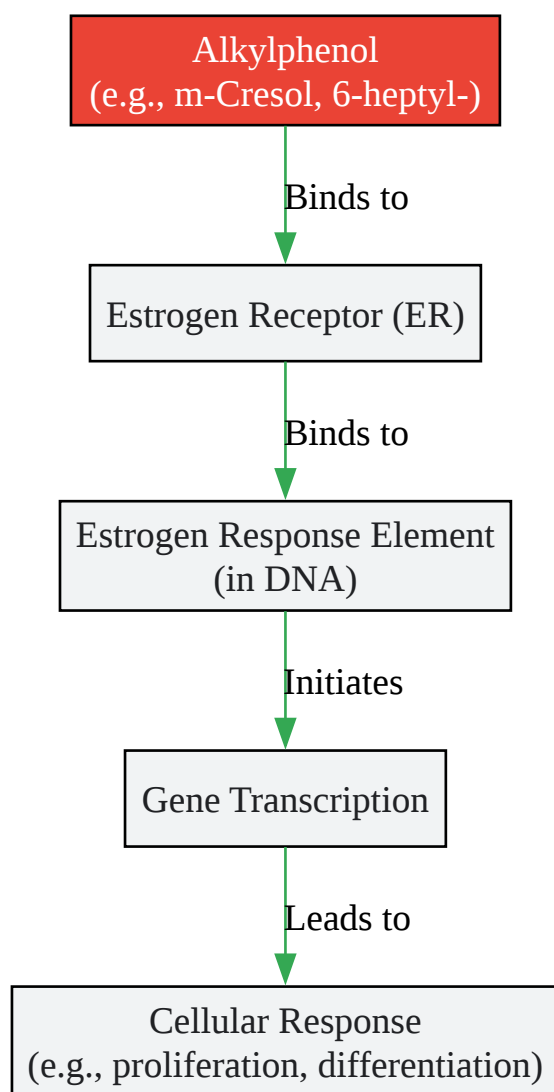 Alkylphenol
(e.g., m-Cresol, 6-heptyl-)
Binds to
Estrogen Receptor (ER)
Binds to
Estrogen Response Element
(in DNA)
Initiates
Gene Transcription
Leads to
Cellular Response
(e.g., proliferation, differentiation)